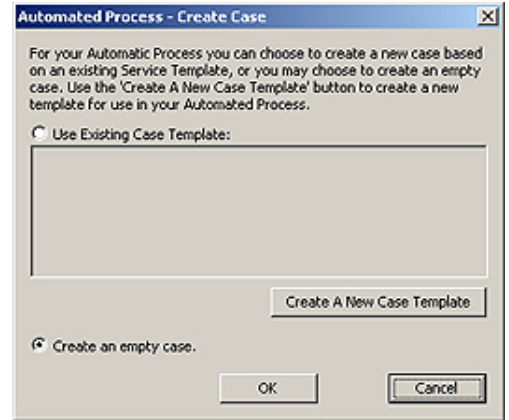 Automated Process - Create Case
For your Automatic Process you can choose to create a new case based
on an existing Service Template, or you may choose to create an empty
case. Use the 'Create A New Case Template' button to create a new
template for use in your Automated Process.
Use Existing Case Template:
Create A New Case Template
Create an empty case.
OK
Cancel